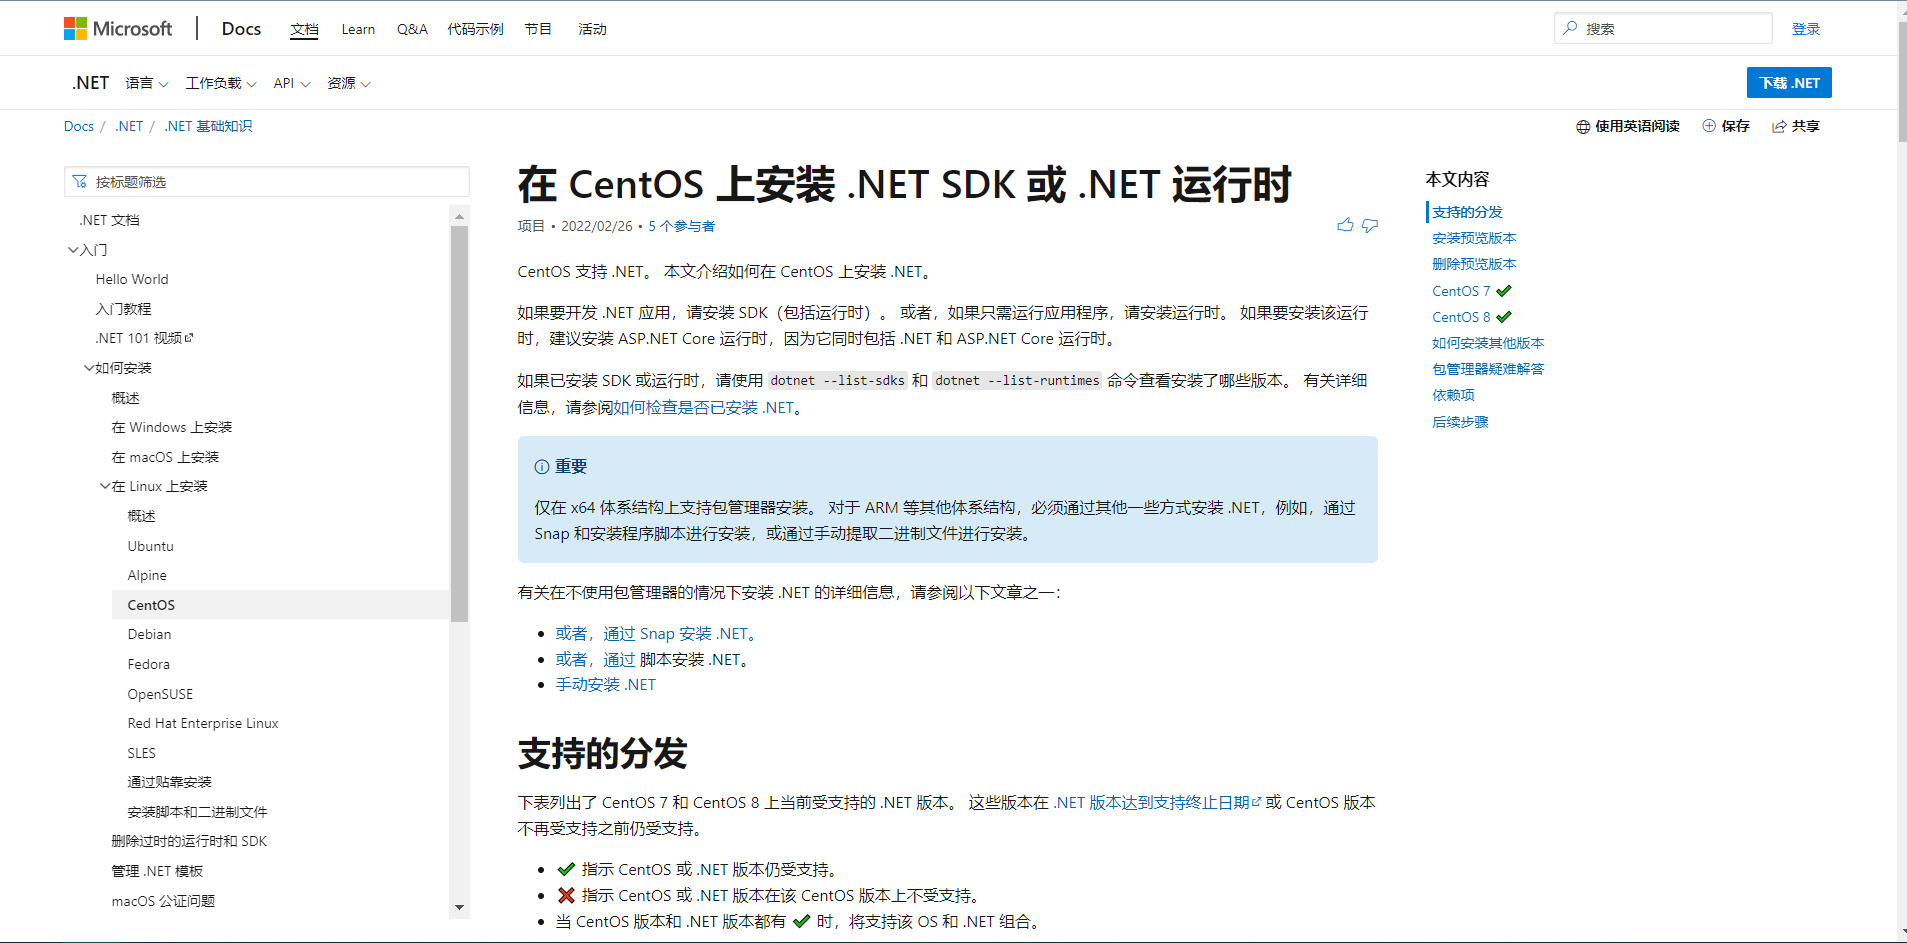 Microsoft
Docs
文档
Learn
Q&A
代码示例
节目
活动
搜索
登录
.NET
语言
工作负载
API
资源
下载 .NET
Docs / .NET / .NET 基础知识
使用英语阅读
保存
共享
按标题筛选
.NET 文档
入门
Hello World
入门教程
.NET 101 视频
如何安装
概述
在 Windows 上安装
在 macOS 上安装
在 Linux 上安装
概述
Ubuntu
Alpine
CentOS
Debian
Fedora
OpenSUSE
Red Hat Enterprise Linux
SLES
通过贴靠安装
安装脚本和二进制文件
删除过时的运行时和 SDK
管理 .NET 模板
macOS 公证问题
在 CentOS 上安装 .NET SDK 或 .NET 运行时
项目 • 2022/02/26 • 5 个参与者
CentOS 支持 .NET。 本文介绍如何在 CentOS 上安装 .NET。
如果要开发 .NET 应用，请安装 SDK（包括运行时）。 或者，如果只需运行应用程序，请安装运行时。 如果要安装该运行
时，建议安装 ASP.NET Core 运行时，因为它同时包括 .NET 和 ASP.NET Core 运行时。
如果已安装 SDK 或运行时，请使用 dotnet --list-sdks 和 dotnet --list-runtimes 命令查看安装了哪些版本。 有关详细
信息，请参阅如何检查是否已安装 .NET。
重要
仅在 x64 体系结构上支持包管理器安装。 对于 ARM 等其他体系结构，必须通过其他一些方式安装 .NET，例如，通过
Snap 和安装程序脚本进行安装，或通过手动提取二进制文件进行安装。
有关在不使用包管理器的情况下安装 .NET 的详细信息，请参阅以下文章之一：
• 或者，通过 Snap 安装 .NET。
• 或者，通过 脚本安装 .NET。
• 手动安装 .NET
支持的分发
下表列出了 CentOS 7 和 CentOS 8 上当前受支持的 .NET 版本。 这些版本在 .NET 版本达到支持终止日期 或 CentOS 版本
不再受支持之前仍受支持。
• ✔ 指示 CentOS 或 .NET 版本仍受支持。
• ❌ 指示 CentOS 或 .NET 版本在该 CentOS 版本上不受支持。
• 当 CentOS 版本和 .NET 版本都有 ✔ 时，将支持该 OS 和 .NET 组合。
本文内容
支持的分发
安装预览版本
删除预览版本
CentOS 7 ✔
CentOS 8 ✔
如何安装其他版本
包管理器疑难解答
依赖项
后续步骤